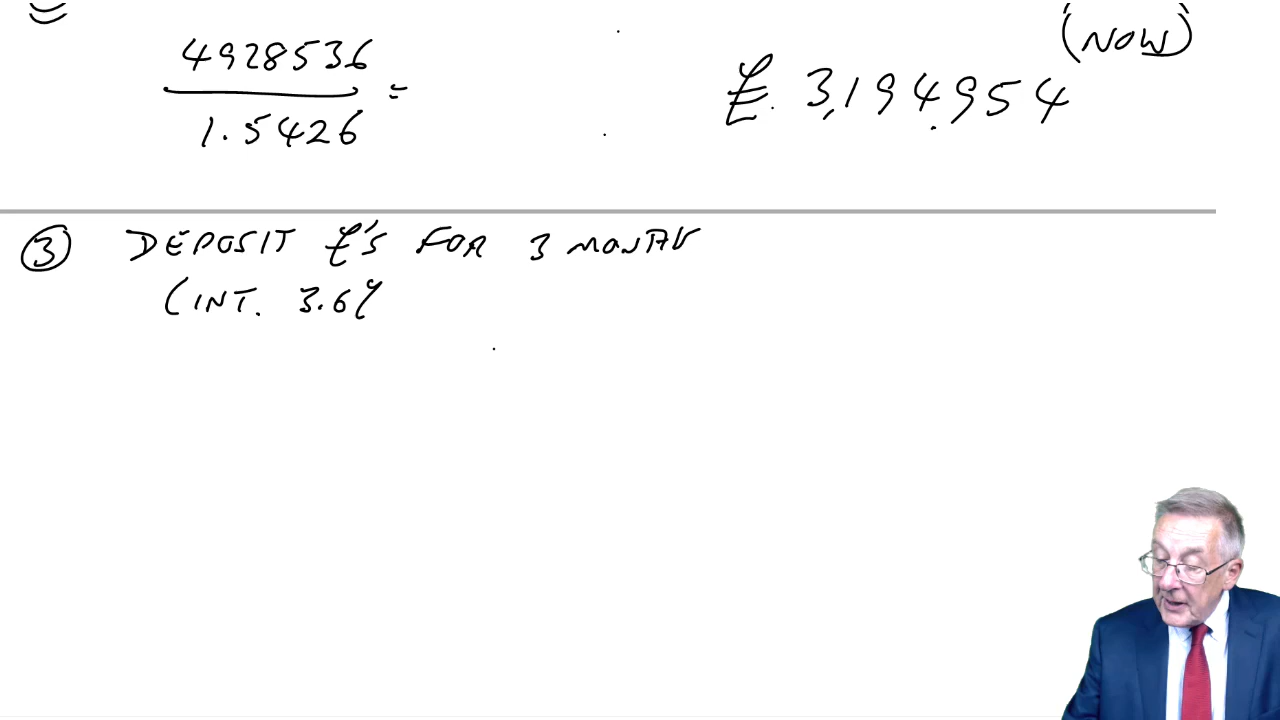 (NOW)
4928536
1.5426
=
£. 3,194,954
③ DEPOSIT £'S FOR 3 MONTHS
(INT. 3.6%